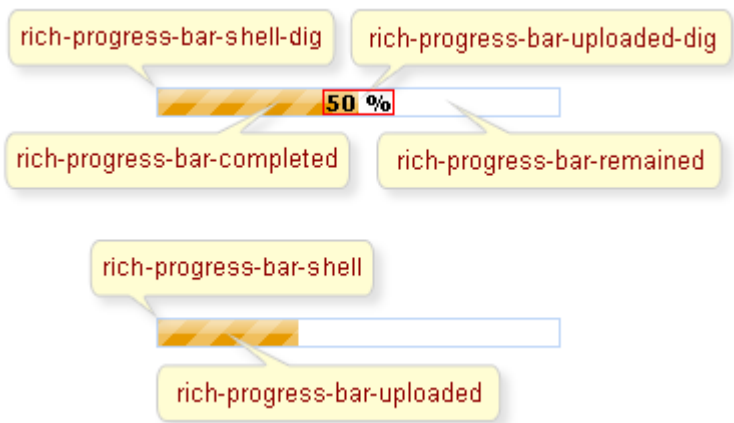 rich-progress-bar-shell-dig
rich-progress-bar-uploaded-dig
50 %
rich-progress-bar-completed
rich-progress-bar-remained
rich-progress-bar-shell
rich-progress-bar-uploaded